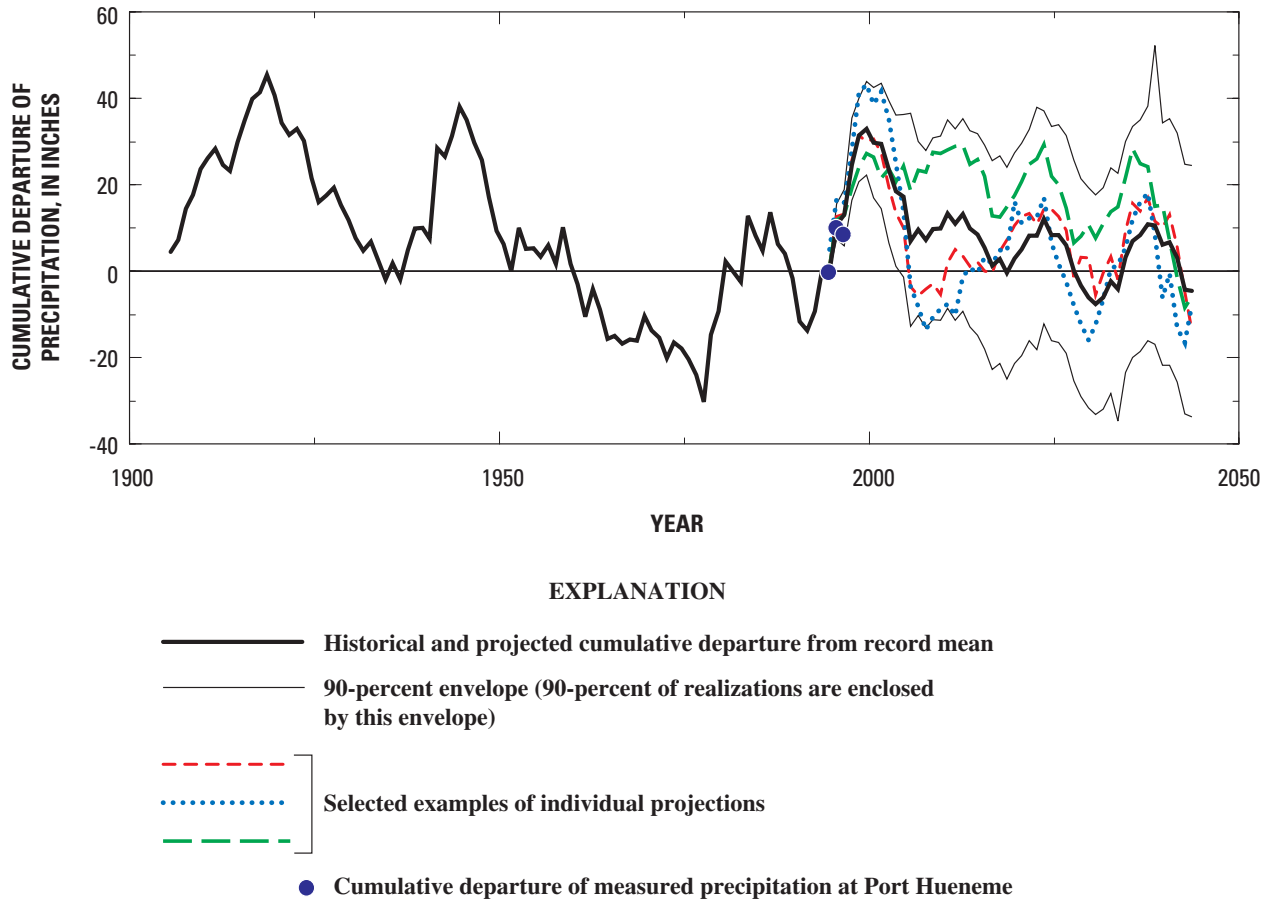 CUMULATIVE DEPARTURE OF
PRECIPITATION, IN INCHES
60
40
20
0
-20
-40
1900
1950
2000
2050
YEAR
EXPLANATION
Historical and projected cumulative departure from record mean
90-percent envelope (90-percent of realizations are enclosed
by this envelope)
Selected examples of individual projections
Cumulative departure of measured precipitation at Port Hueneme